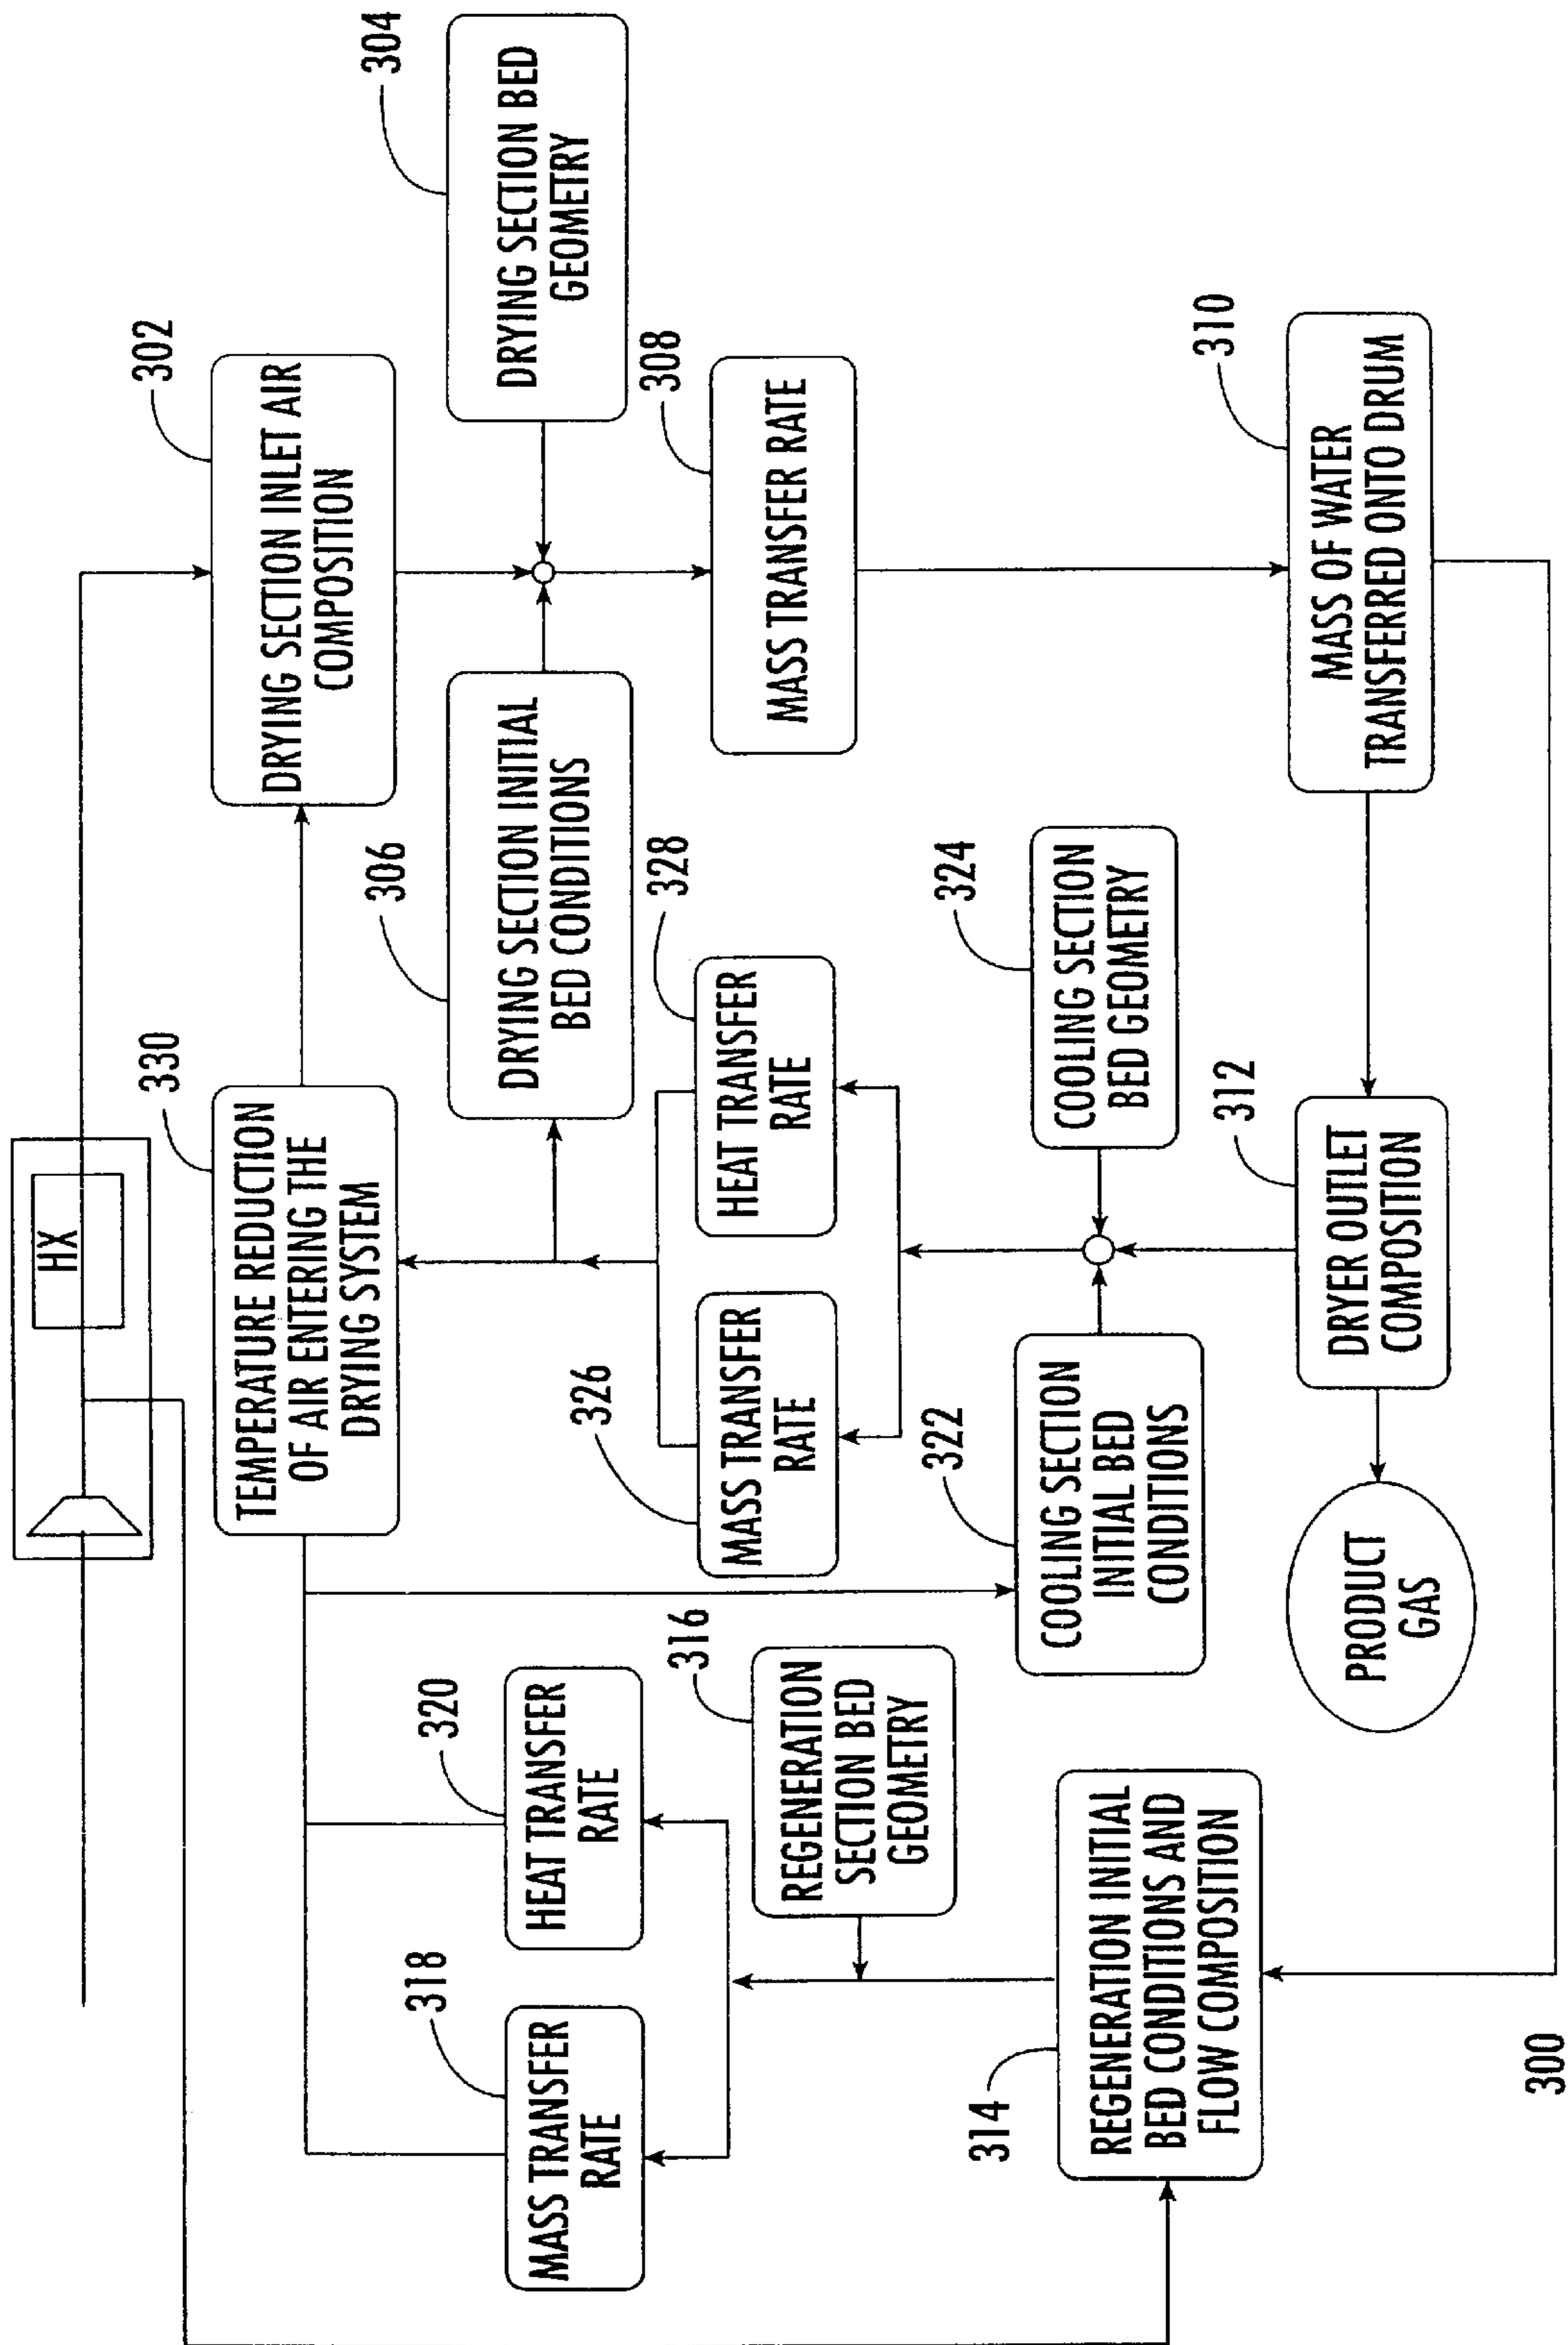 HX
330
TEMPERATURE REDUCTION
OF AIR ENTERING THE
DRYING SYSTEM
302
DRYING SECTION INLET AIR
COMPOSITION
304
DRYING SECTION BED
GEOMETRY
306
DRYING SECTION INITIAL
BED CONDITIONS
308
MASS TRANSFER RATE
318
MASS TRANSFER
RATE
320
HEAT TRANSFER
RATE
326
MASS TRANSFER
RATE
328
HEAT TRANSFER
RATE
316
REGENERATION
SECTION BED
GEOMETRY
322
COOLING SECTION
INITIAL BED
CONDITIONS
324
COOLING SECTION
BED GEOMETRY
314
REGENERATION INITIAL
BED CONDITIONS AND
FLOW COMPOSITION
PRODUCT
GAS
312
DRYER OUTLET
COMPOSITION
310
MASS OF WATER
TRANSFERRED ONTO DRUM
300